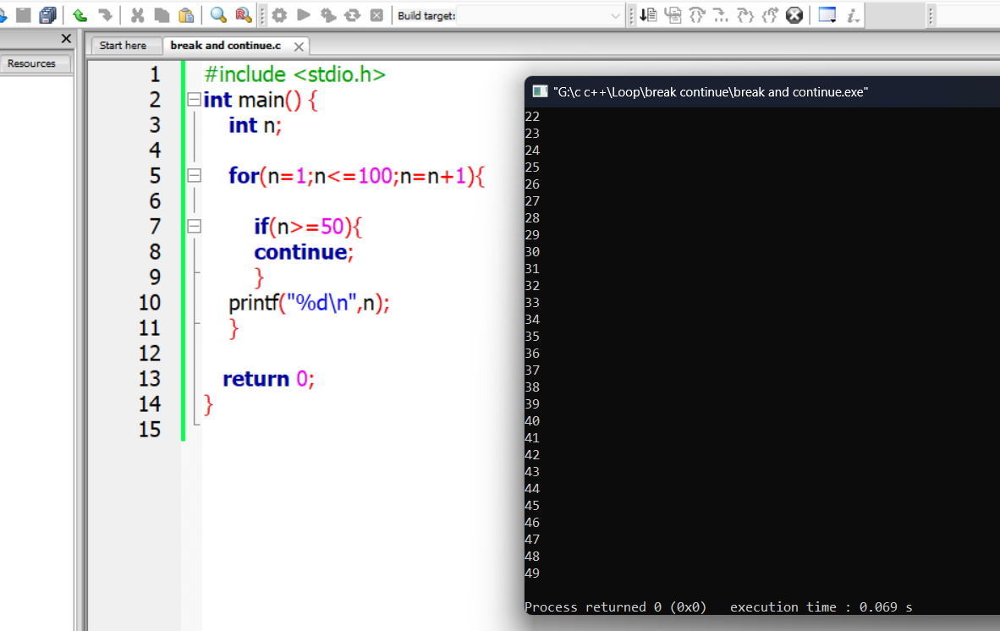 Build target:
Start here
break and continue.c
Resources
1 #include <stdio.h>
2 int main() {
3 int n;
4
5 for(n=1;n<=100;n=n+1){
6
7 if(n>=50){
8 continue;
9 }
10 printf("%d\n",n);
11 }
12
13 return 0;
14 }
15
"G:\c c++\Loop\break continue\break and continue.exe"
22
23
24
25
26
27
28
29
30
31
32
33
34
35
36
37
38
39
40
41
42
43
44
45
46
47
48
49
Process returned 0 (0x0) execution time : 0.069 s